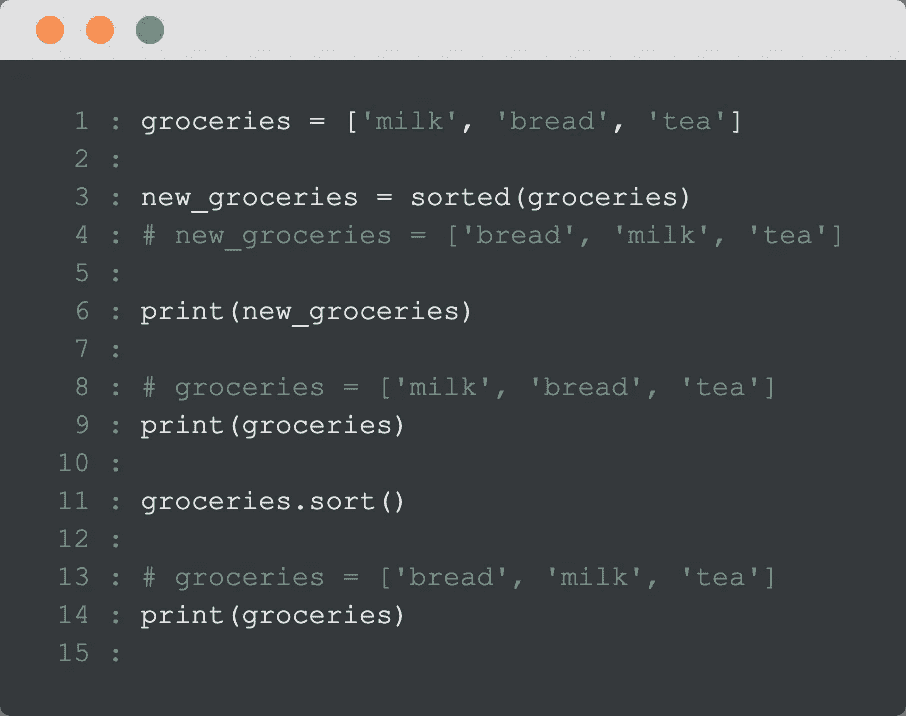 1 : groceries = ['milk', 'bread', 'tea']
2 :
3 : new_groceries = sorted(groceries)
4 : # new_groceries = ['bread', 'milk', 'tea']
5 :
6 : print(new_groceries)
7 :
8 : # groceries = ['milk', 'bread', 'tea']
9 : print(groceries)
10 :
11 : groceries.sort()
12 :
13 : # groceries = ['bread', 'milk', 'tea']
14 : print(groceries)
15 :